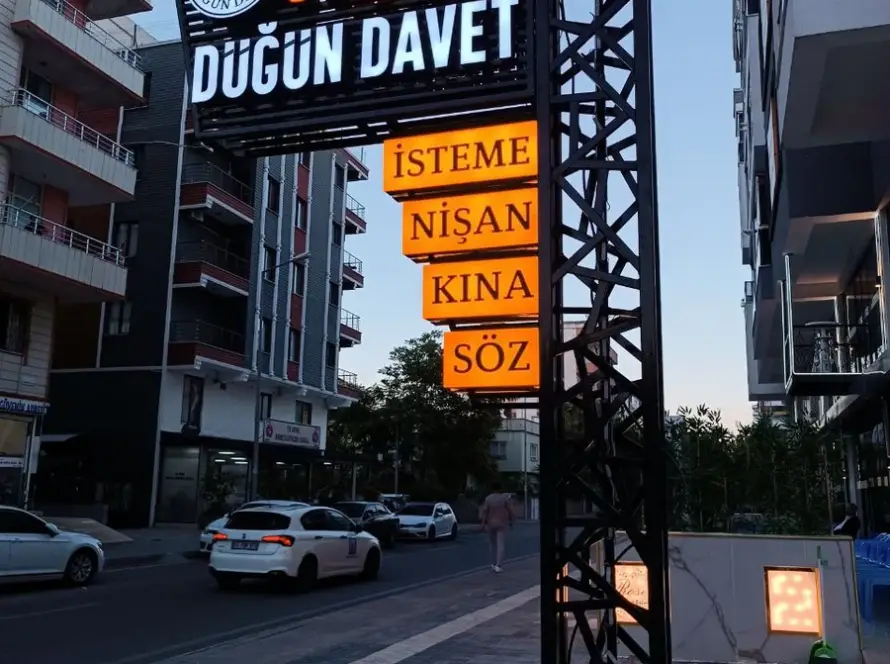 DÜĞÜN DAVET
İSTEME
NİŞAN
KINA
SÖZ